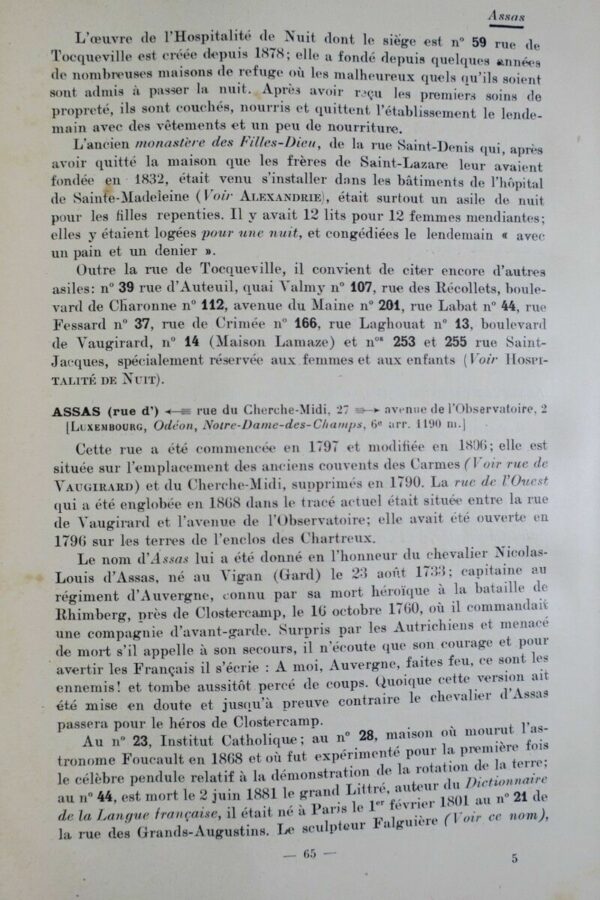 Assas
L'œuvre de l'Hospitalité de Nuit dont le siège est n° 59 rue de
Tocqueville est créée depuis 1878; elle a fondé depuis quelques années
de nombreuses maisons de refuge où les malheureux quels qu'ils soient
sont admis à passer la nuit. Après avoir reçu les premiers soins de
propreté, ils sont couchés, nourris et quittent l'établissement le lende-
main avec des vêtements et un peu de nourriture.
L'ancien monastère des Filles-Dieu, de la rue Saint-Denis qui, après
avoir quitté la maison que les frères de Saint-Lazare leur avaient
fondée en 1832, était venu s'installer dans les bâtiments de l'hôpital
de Sainte-Madeleine (Voir ALEXANDRIE), était surtout un asile de nuit
pour les filles repenties. Il y avait 12 lits pour 12 femmes mendiantes;
elles y étaient logées pour une nuit, et congédiées le lendemain « avec
un pain et un denier ».
Outre la rue de Tocqueville, il convient de citer encore d'autres
asiles: n° 39 rue d'Auteuil, quai Valmy n° 107, rue des Récollets, boule-
vard de Charonne n° 112, avenue du Maine n° 201, rue Labat n° 44, rue
Fessard n° 37, rue de Crimée n° 166, rue Laghouat n° 13, boulevard
de Vaugirard, n° 14 (Maison Lamaze) et nos 253 et 255 rue Saint-
Jacques, spécialement réservée aux femmes et aux enfants (Voir HOSPI-
TALITÉ DE NUIT).
ASSAS (rue d') ←≡ rue du Cherche-Midi, 27 ≡→ avenue de l'Observatoire, 2
[LUXEMBOURG, Odéon, Notre-Dame-des-Champs, 6e arr. 1190 m.]
Cette rue a été commencée en 1797 et modifiée en 1806; elle est
située sur l'emplacement des anciens couvents des Carmes (Voir rue de
VAUGIRARD) et du Cherche-Midi, supprimés en 1790. La rue de l'Ouest
qui a été englobée en 1868 dans le tracé actuel était située entre la rue
de Vaugirard et l'avenue de l'Observatoire; elle avait été ouverte en
1796 sur les terres de l'enclos des Chartreux.
Le nom d'Assas lui a été donné en l'honneur du chevalier Nicolas-
Louis d'Assas, né au Vigan (Gard) le 23 août 1733; capitaine au
régiment d'Auvergne, connu par sa mort héroïque à la bataille de
Rhimberg, près de Clostercamp, le 16 octobre 1760, où il commandait
une compagnie d'avant-garde. Surpris par les Autrichiens et menacé
de mort s'il appelle à son secours, il n'écoute que son courage et pour
avertir les Français il s'écrie : A moi, Auvergne, faites feu, ce sont les
ennemis! et tombe aussitôt percé de coups. Quoique cette version ait
été mise en doute et jusqu'à preuve contraire le chevalier d'Assas
passera pour le héros de Clostercamp.
Au n° 23, Institut Catholique; au n° 28, maison où mourut l'as-
tronome Foucault en 1868 et où fut expérimenté pour la première fois
le célèbre pendule relatif à la démonstration de la rotation de la terre;
au n° 44, est mort le 2 juin 1881 le grand Littré, auteur du Dictionnaire
de la Langue française, il était né à Paris le 1er février 1801 au n° 21 de
la rue des Grands-Augustins. Le sculpteur Falguière (Voir ce nom),
— 65 —
5